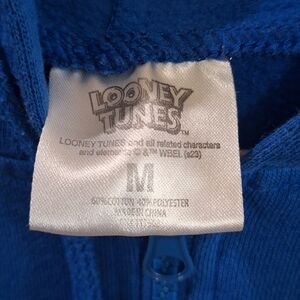 LOONEY
TUNES
LOONEY TUNES and all related characters
and elements © &™ WBEI. (s23)
M
60%COTTON 40%POLYESTER
MADE IN CHINA